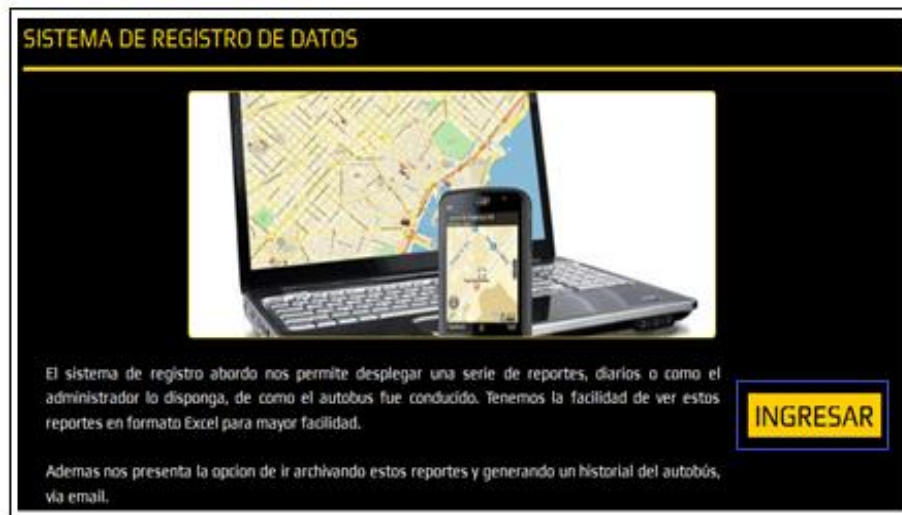 SISTEMA DE REGISTRO DE DATOS
El sistema de registro abordo nos permite desplegar una serie de reportes, diarios o como el
administrador lo disponga, de como el autobus fue conducido. Tenemos la facilidad de ver estos
reportes en formato Excel para mayor facilidad.
INGRESAR
Ademas nos presenta la opcion de ir archivando estos reportes y generando un historial del autobús,
via email.